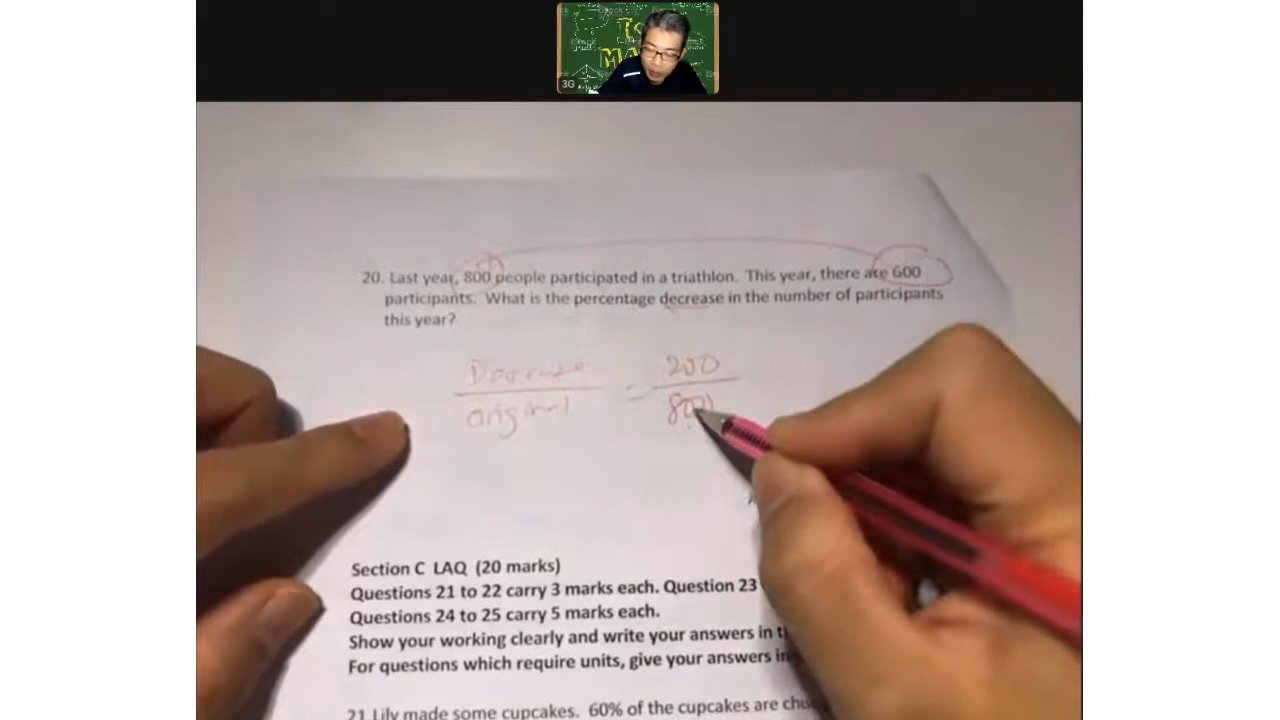 3G
20. Last year, 800 people participated in a triathlon. This year, there are 600
participants. What is the percentage decrease in the number of participants
this year?
Decrease
original
=
200
800
Section C LAQ (20 marks)
Questions 21 to 22 carry 3 marks each. Question 23
Questions 24 to 25 carry 5 marks each.
Show your working clearly and write your answers in
For questions which require units, give your answers in
21. Lily made some cupcakes. 60% of the cupcakes are